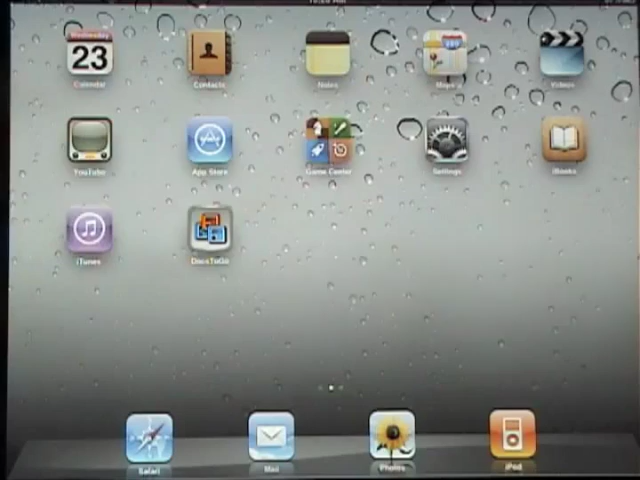 Wednesday
23
Calendar
Contacts
Notes
Maps
Videos
YouTube
App Store
Game Center
Settings
iBooks
iTunes
DocsToGo
Safari
Mail
Photos
iPod